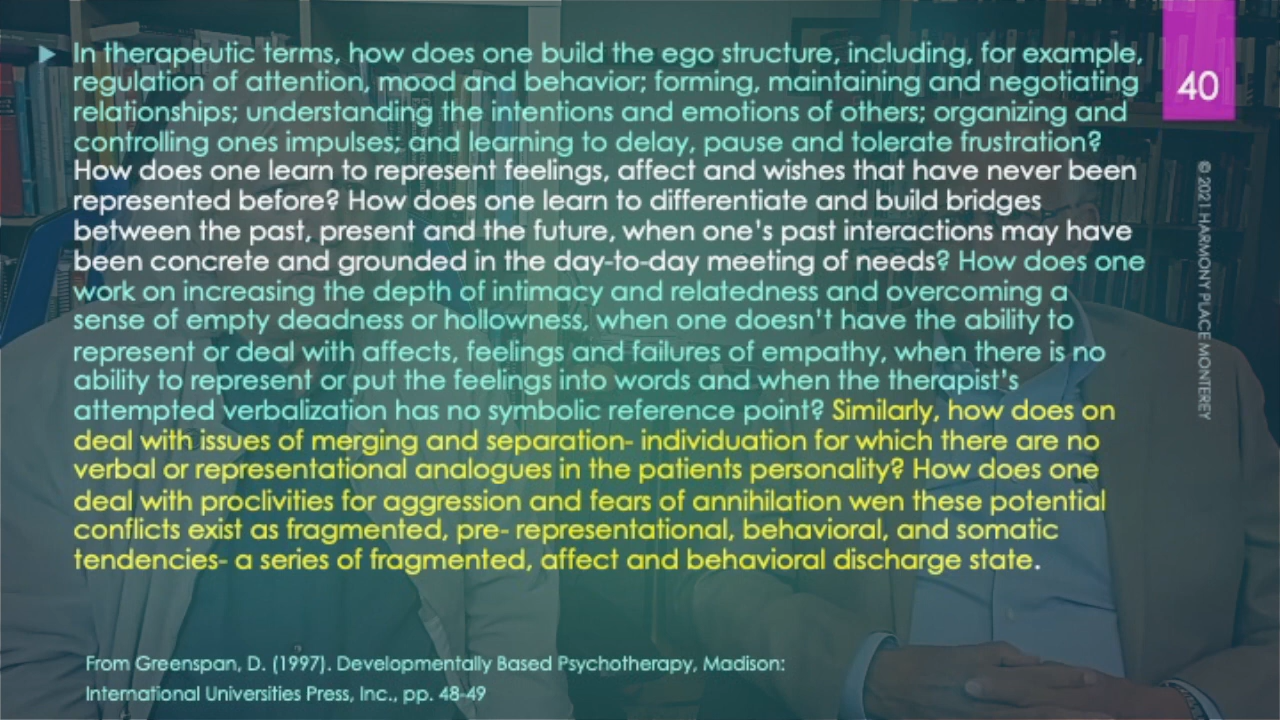 In therapeutic terms, how does one build the ego structure, including, for example,
regulation of attention, mood and behavior; forming, maintaining and negotiating
relationships; understanding the intentions and emotions of others; organizing and
controlling ones impulses; and learning to delay, pause and tolerate frustration?
How does one learn to represent feelings, affect and wishes that have never been
represented before? How does one learn to differentiate and build bridges
between the past, present and the future, when one's past interactions may have
been concrete and grounded in the day-to-day meeting of needs? How does one
work on increasing the depth of intimacy and relatedness and overcoming a
sense of empty deadness or hollowness, when one doesn't have the ability to
represent or deal with affects, feelings and failures of empathy, when there is no
ability to represent or put the feelings into words and when the therapist's
attempted verbalization has no symbolic reference point? Similarly, how does on
deal with issues of merging and separation- individuation for which there are no
verbal or representational analogues in the patients personality? How does one
deal with proclivities for aggression and fears of annihilation wen these potential
conflicts exist as fragmented, pre- representational, behavioral, and somatic
tendencies- a series of fragmented, affect and behavioral discharge state.
From Greenspan, D. (1997). Developmentally Based Psychotherapy, Madison:
International Universities Press, Inc., pp. 48-49
40
© 2021 HARMONY PLACE MONTEREY